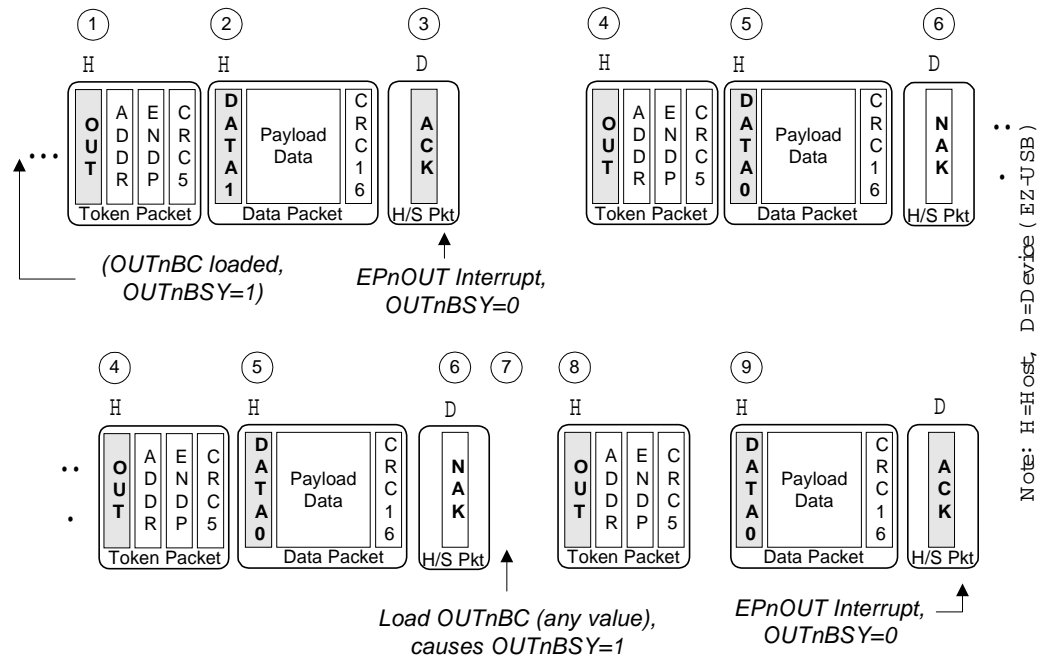 1 2 3 4 5 6
H H D H H D
OUT ADDR ENDP CRC5 DATA1 Payload Data CRC16 ACK OUT ADDR ENDP CRC5 DATA0 Payload Data CRC16 NAK
Token Packet Data Packet H/S Pkt Token Packet Data Packet H/S Pkt
(OUTnBC loaded,
OUTnBSY=1)
EPnOUT Interrupt,
OUTnBSY=0
4 5 6 7 8 9
H H D H H D
OUT ADDR ENDP CRC5 DATA0 Payload Data CRC16 NAK OUT ADDR ENDP CRC5 DATA0 Payload Data CRC16 ACK
Token Packet Data Packet H/S Pkt Token Packet Data Packet H/S Pkt
Load OUTnBC (any value),
causes OUTnBSY=1
EPnOUT Interrupt,
OUTnBSY=0
Note: H=Host, D=Device (EZ-USB)